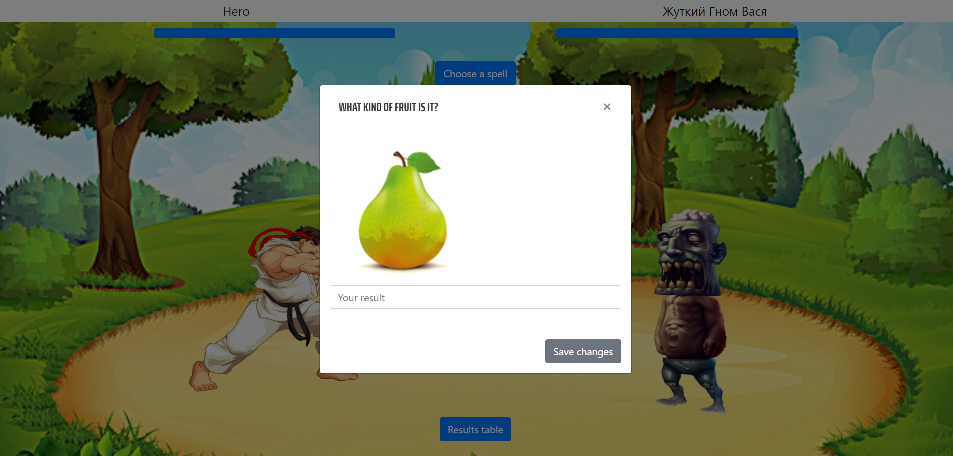 Hero
Жуткий Гном Вася
Choose a spell
WHAT KIND OF FRUIT IS IT?
×
Your result
Save changes
Results table